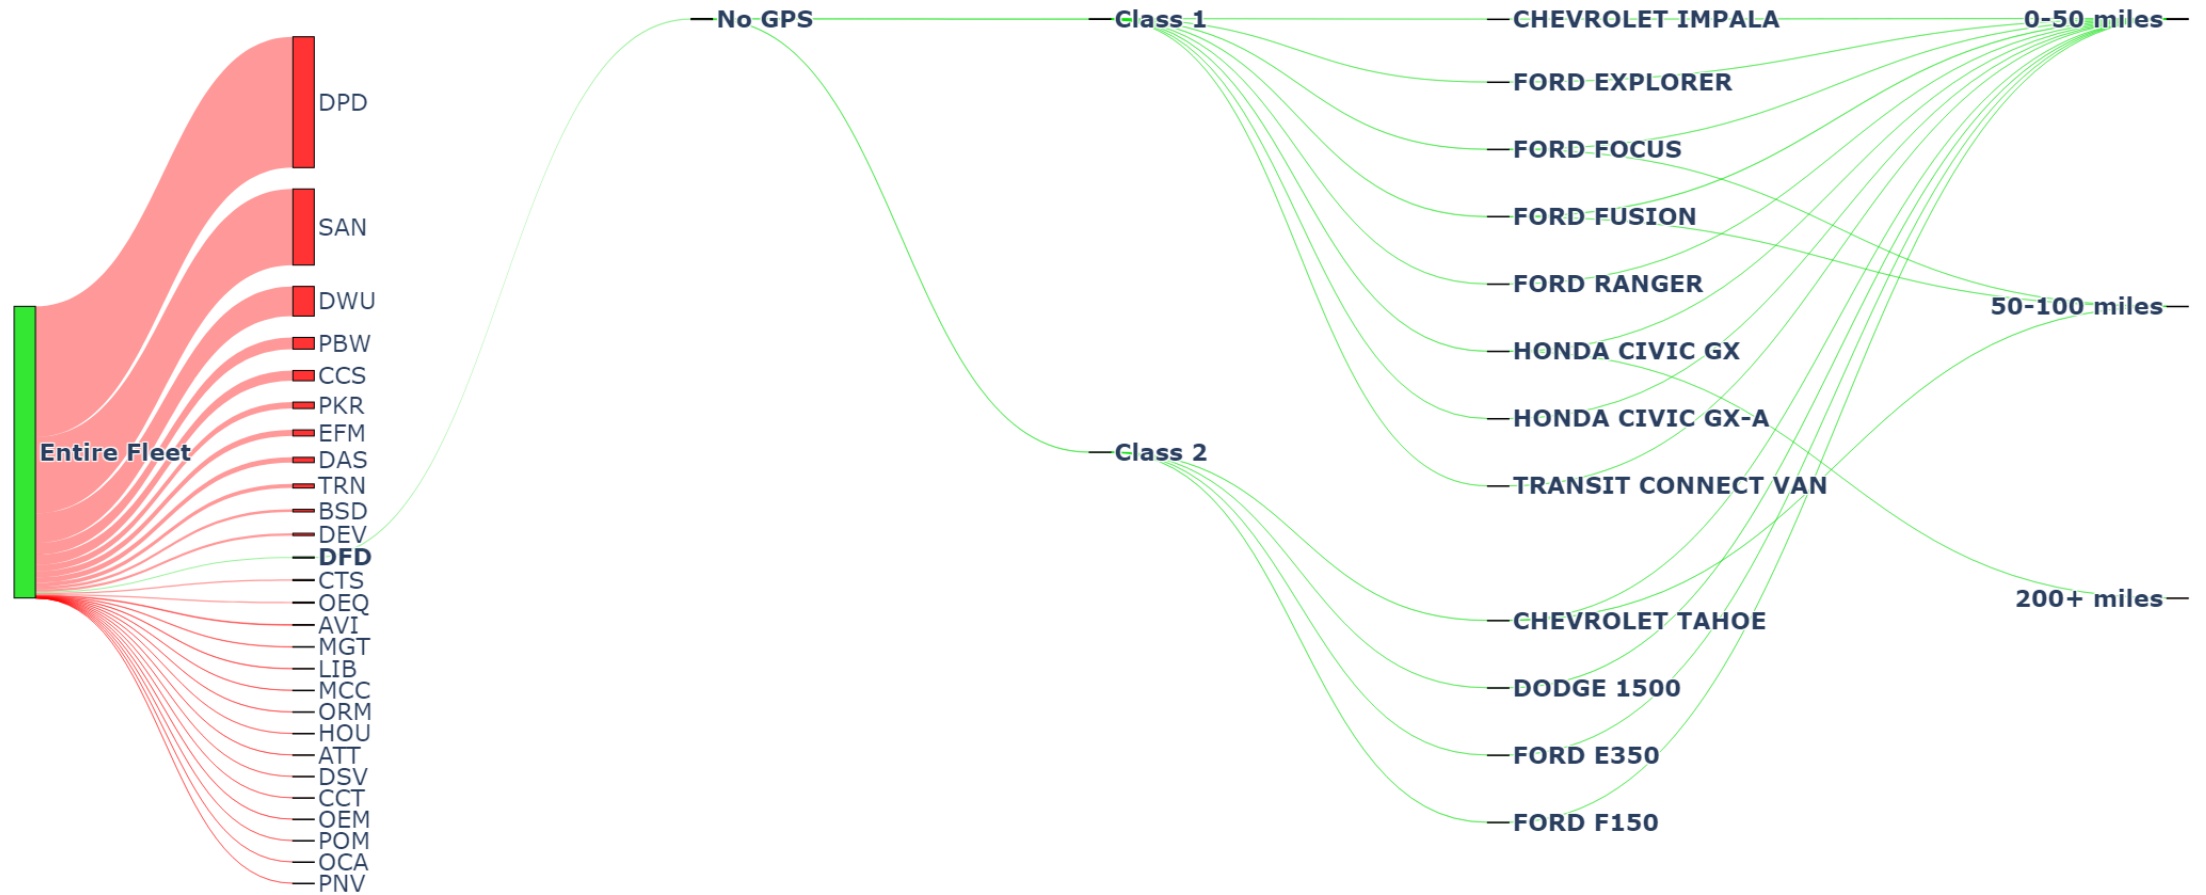 Entire Fleet
DPD
SAN
DWU
PBW
CCS
PKR
EFM
DAS
TRN
BSD
DEV
DFD
CTS
OEQ
AVI
MGT
LIB
MCC
ORM
HOU
ATT
DSV
CCT
OEM
POM
OCA
PNV
No GPS
Class 1
Class 2
CHEVROLET IMPALA
FORD EXPLORER
FORD FOCUS
FORD FUSION
FORD RANGER
HONDA CIVIC GX
HONDA CIVIC GX-A
TRANSIT CONNECT VAN
CHEVROLET TAHOE
DODGE 1500
FORD E350
FORD F150
0-50 miles
50-100 miles
200+ miles